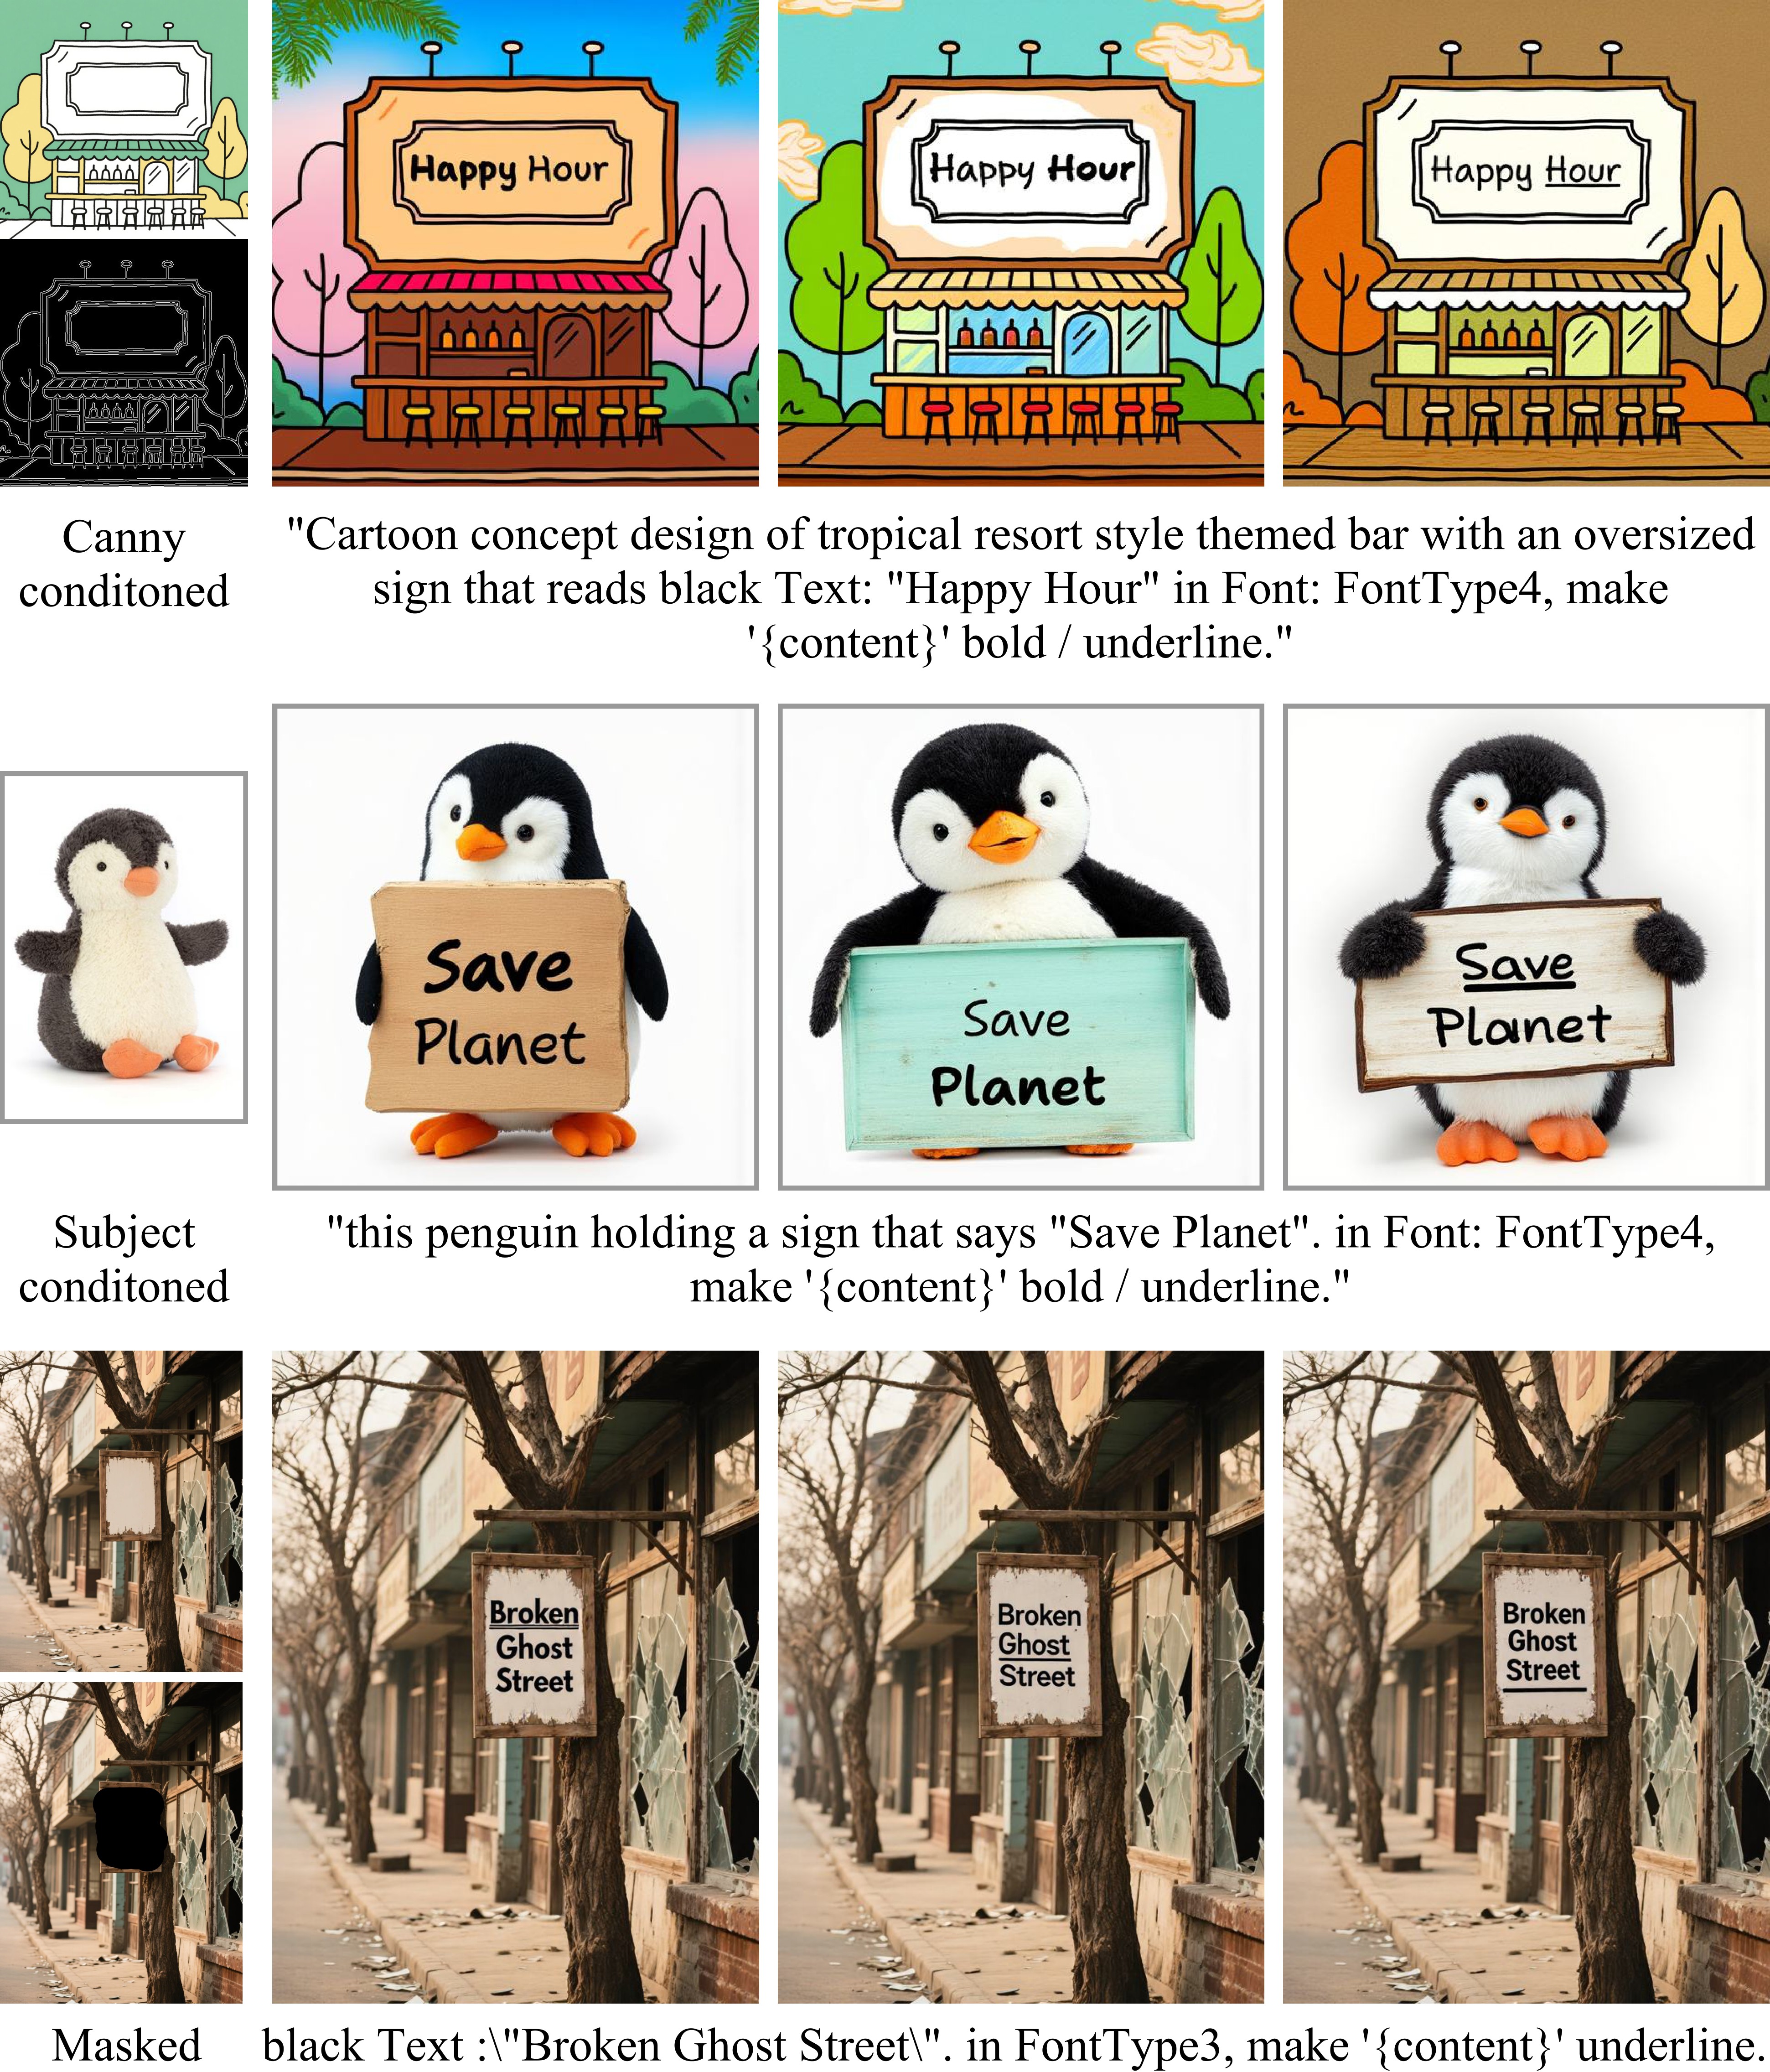 Happy Hour
Happy Hour
Happy Hour
Canny
conditoned
"Cartoon concept design of tropical resort style themed bar with an oversized
sign that reads black Text: "Happy Hour" in Font: FontType4, make
'{content}' bold / underline."
Save
Planet
Save
Planet
Save
Planet
Subject
conditoned
"this penguin holding a sign that says "Save Planet". in Font: FontType4,
make '{content}' bold / underline."
Broken
Ghost
Street
Broken
Ghost
Street
Broken
Ghost
Street
Masked
black Text :\"Broken Ghost Street\". in FontType3, make '{content}' underline.